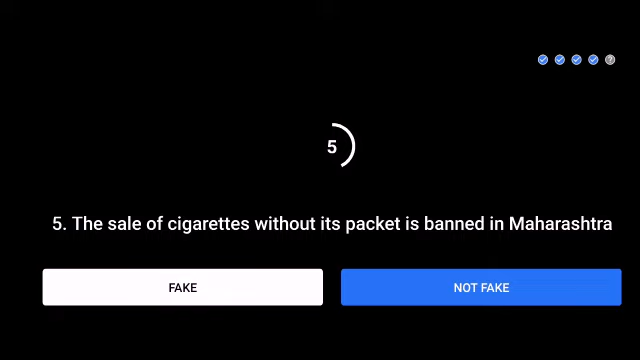 5
5. The sale of cigarettes without its packet is banned in Maharashtra
FAKE
NOT FAKE